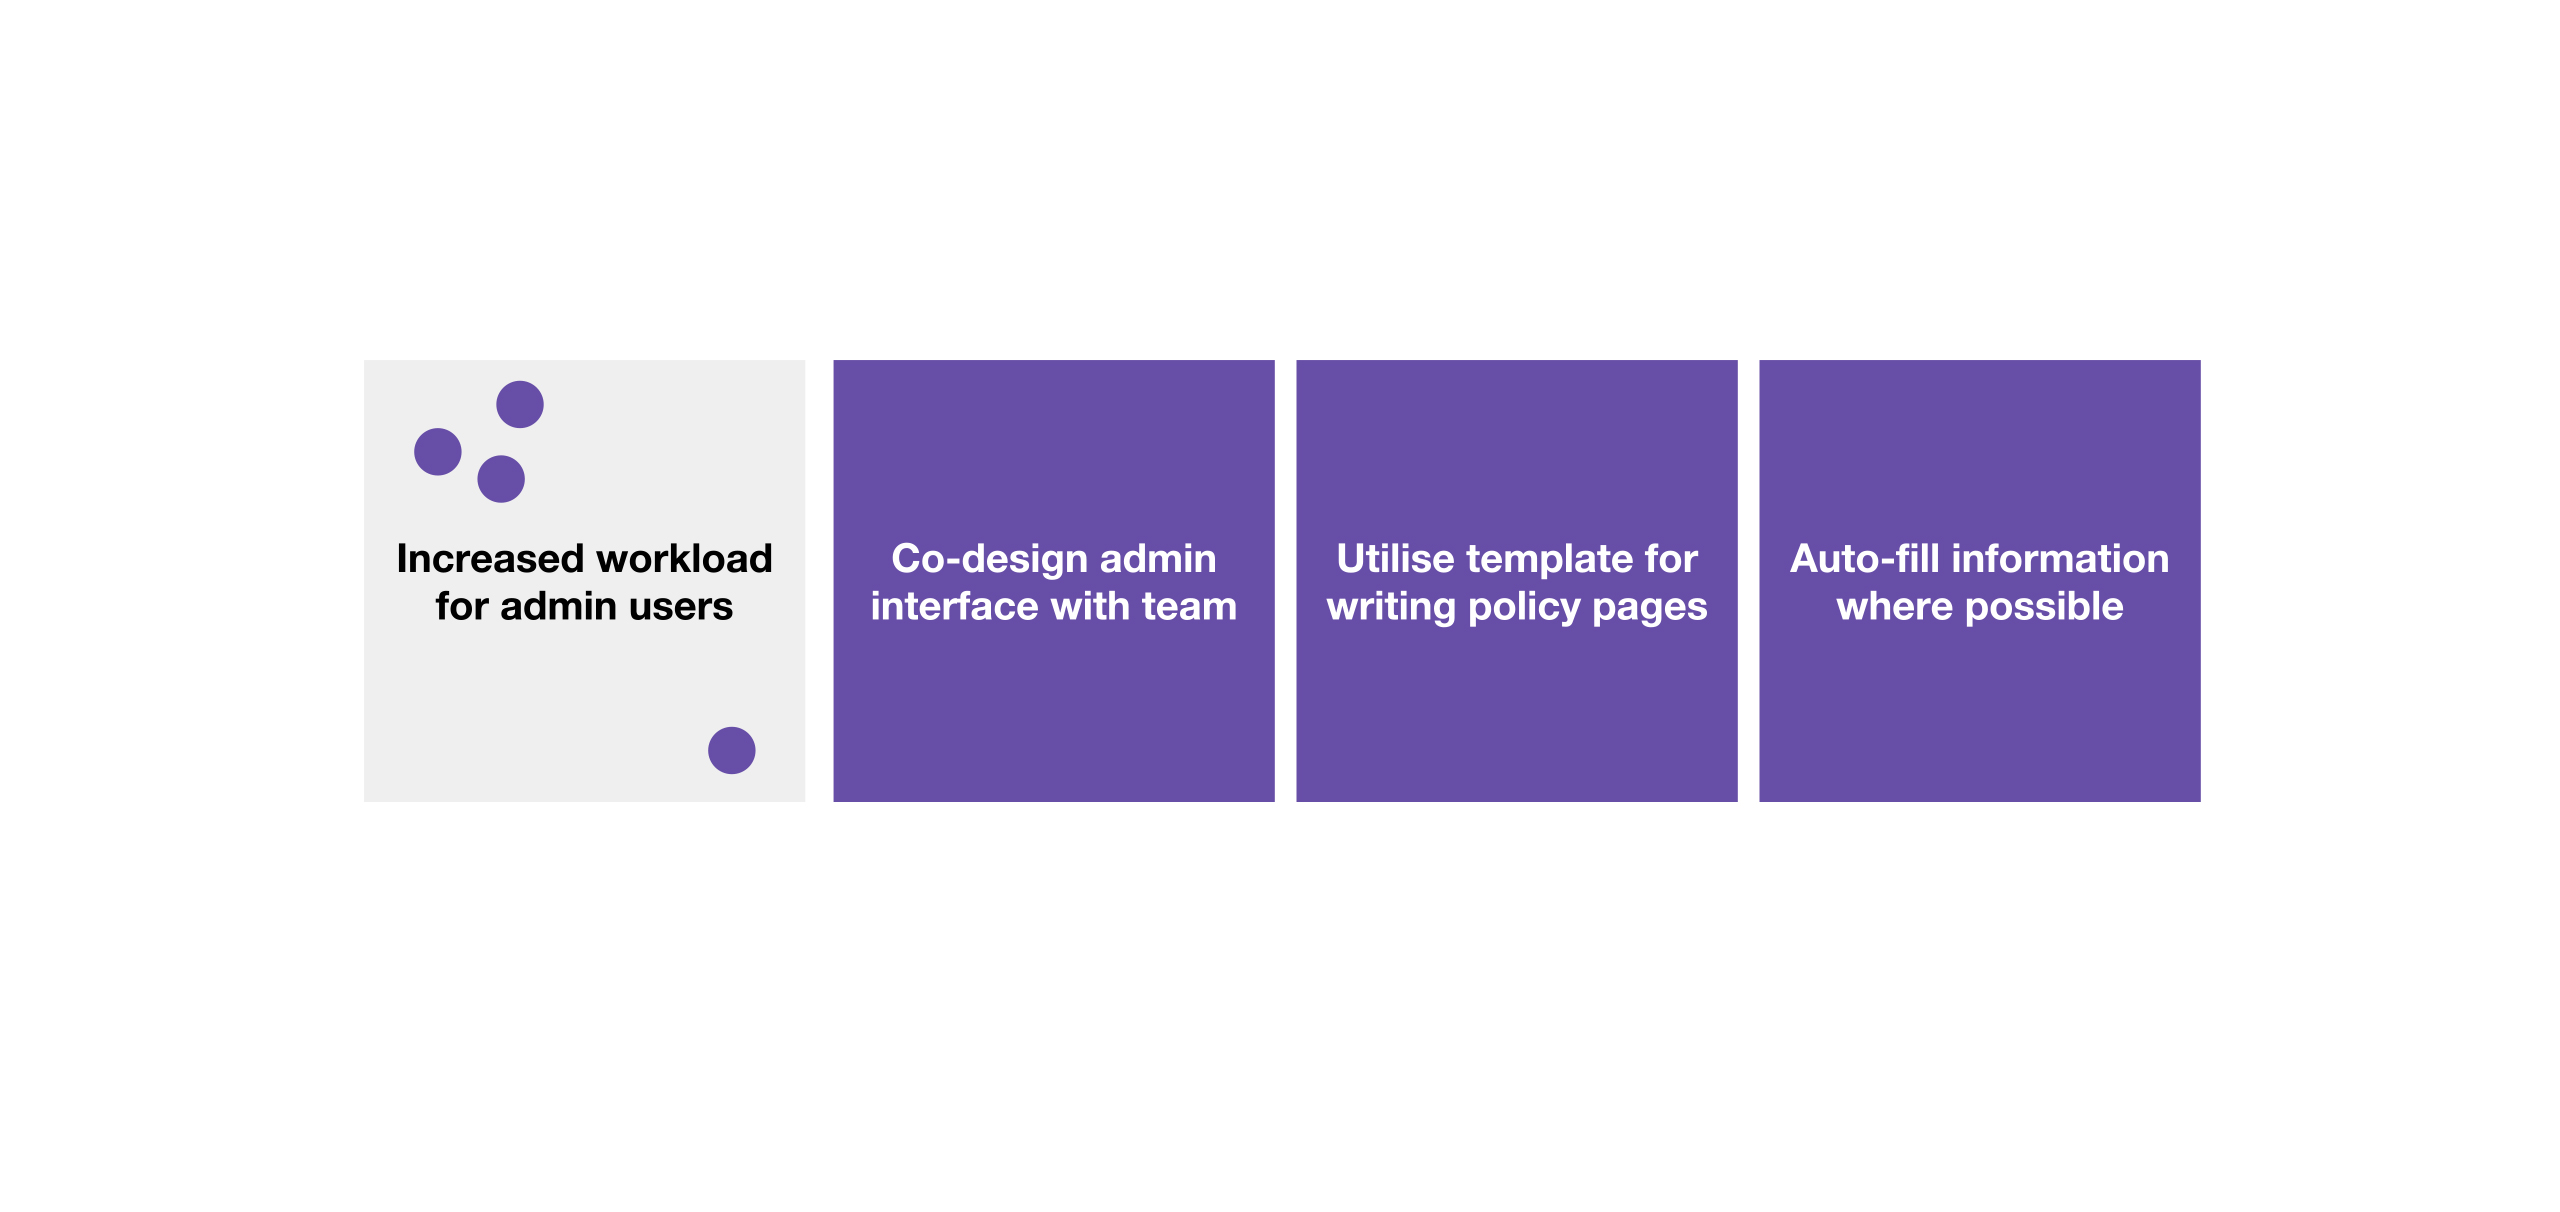 Increased workload
for admin users
Co-design admin
interface with team
Utilise template for
writing policy pages
Auto-fill information
where possible